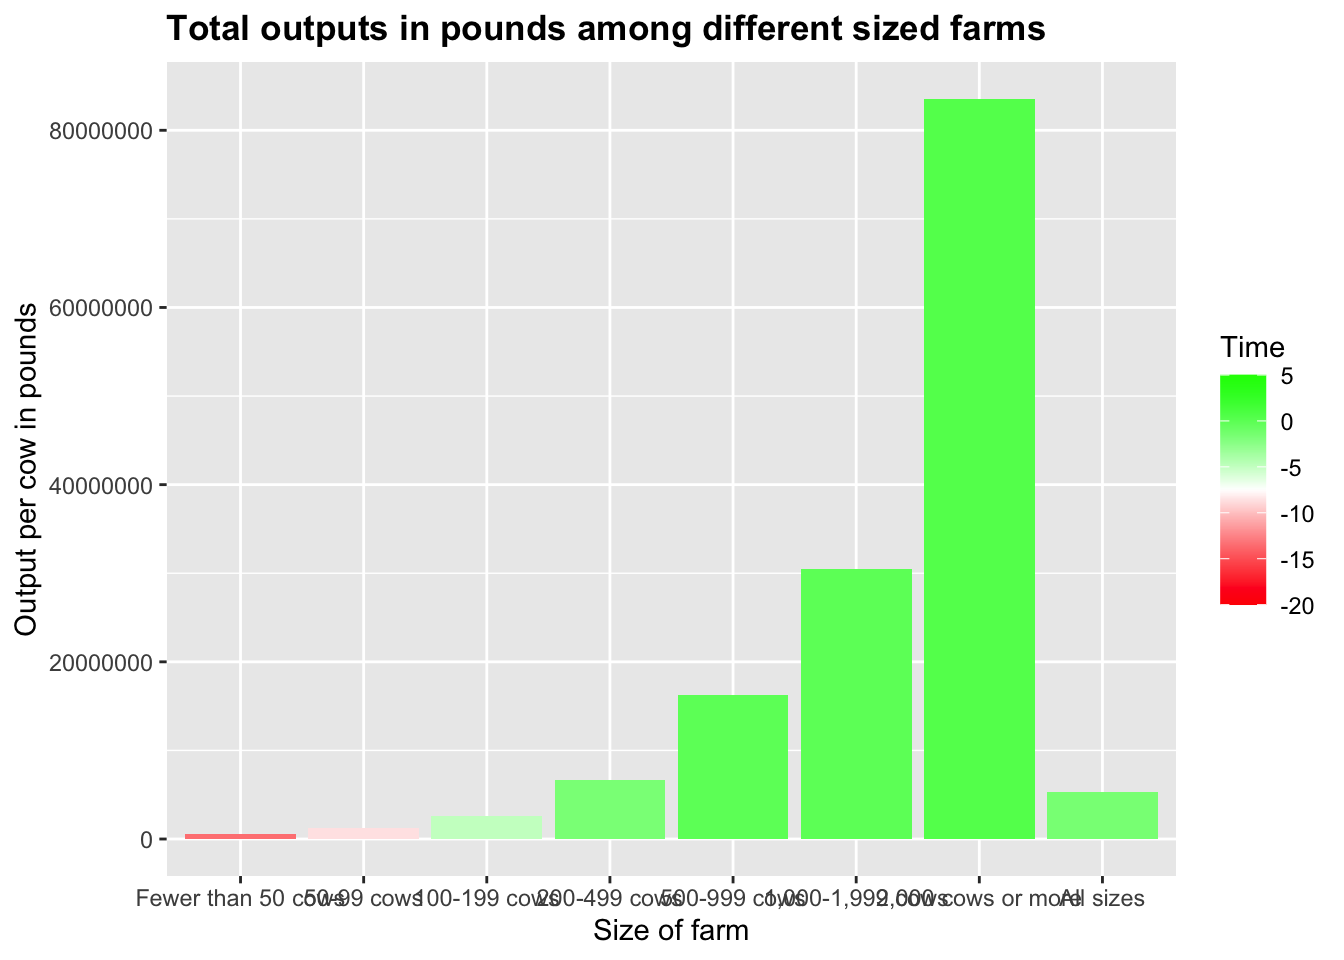 Total outputs in pounds among different sized farms
Output per cow in pounds
80000000
60000000
40000000
20000000
0
Fewer than 50 cows
50-99 cows
100-199 cows
200-499 cows
500-999 cows
1,000-1,999 cows
2,000 cows or more
All sizes
Size of farm
Time
5
0
-5
-10
-15
-20